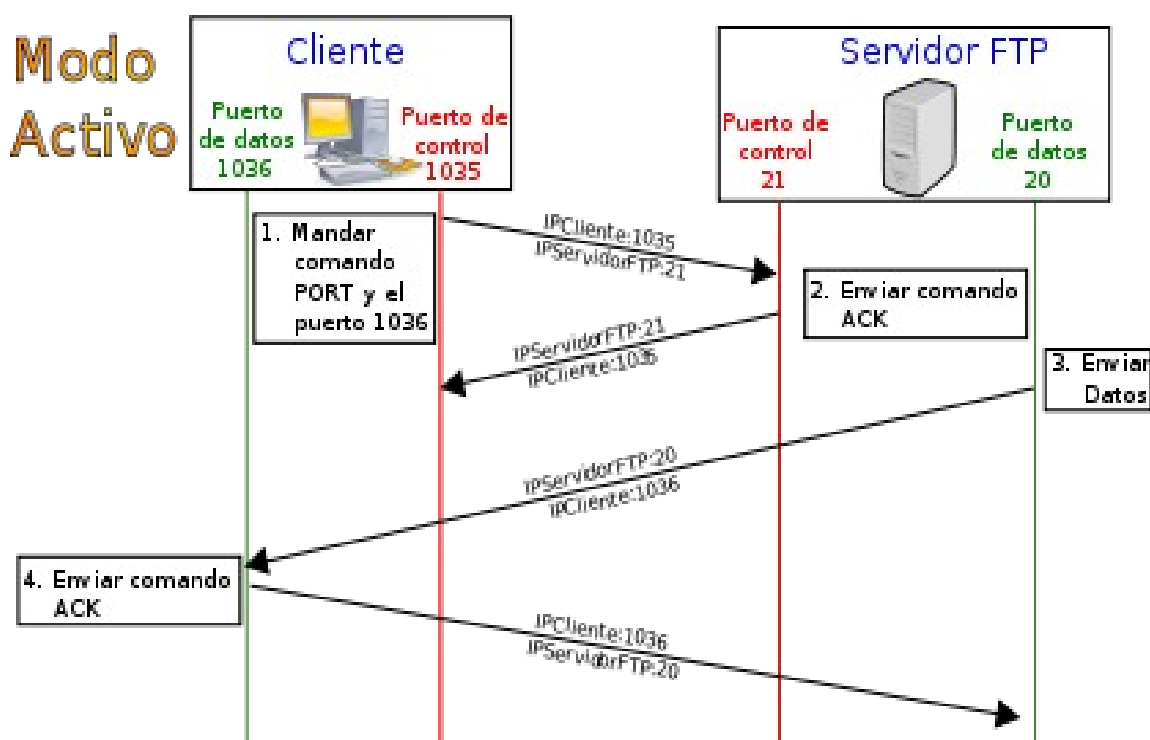 Modo
Activo
Cliente
Puerto
de datos
1036
Puerto de
control
1035
Servidor FTP
Puerto de
control
21
Puerto
de datos
20
1. Mandar
comando
PORT y el
puerto 1036
IPCliente:1035
IPServidorFTP:21
2. Enviar comando
ACK
IPServidorFTP:21
IPCliente:1035
3. Enviar
Datos
IPServidorFTP:20
IPCliente:1036
4. Enviar comando
ACK
IPCliente:1036
IPServidorFTP:20